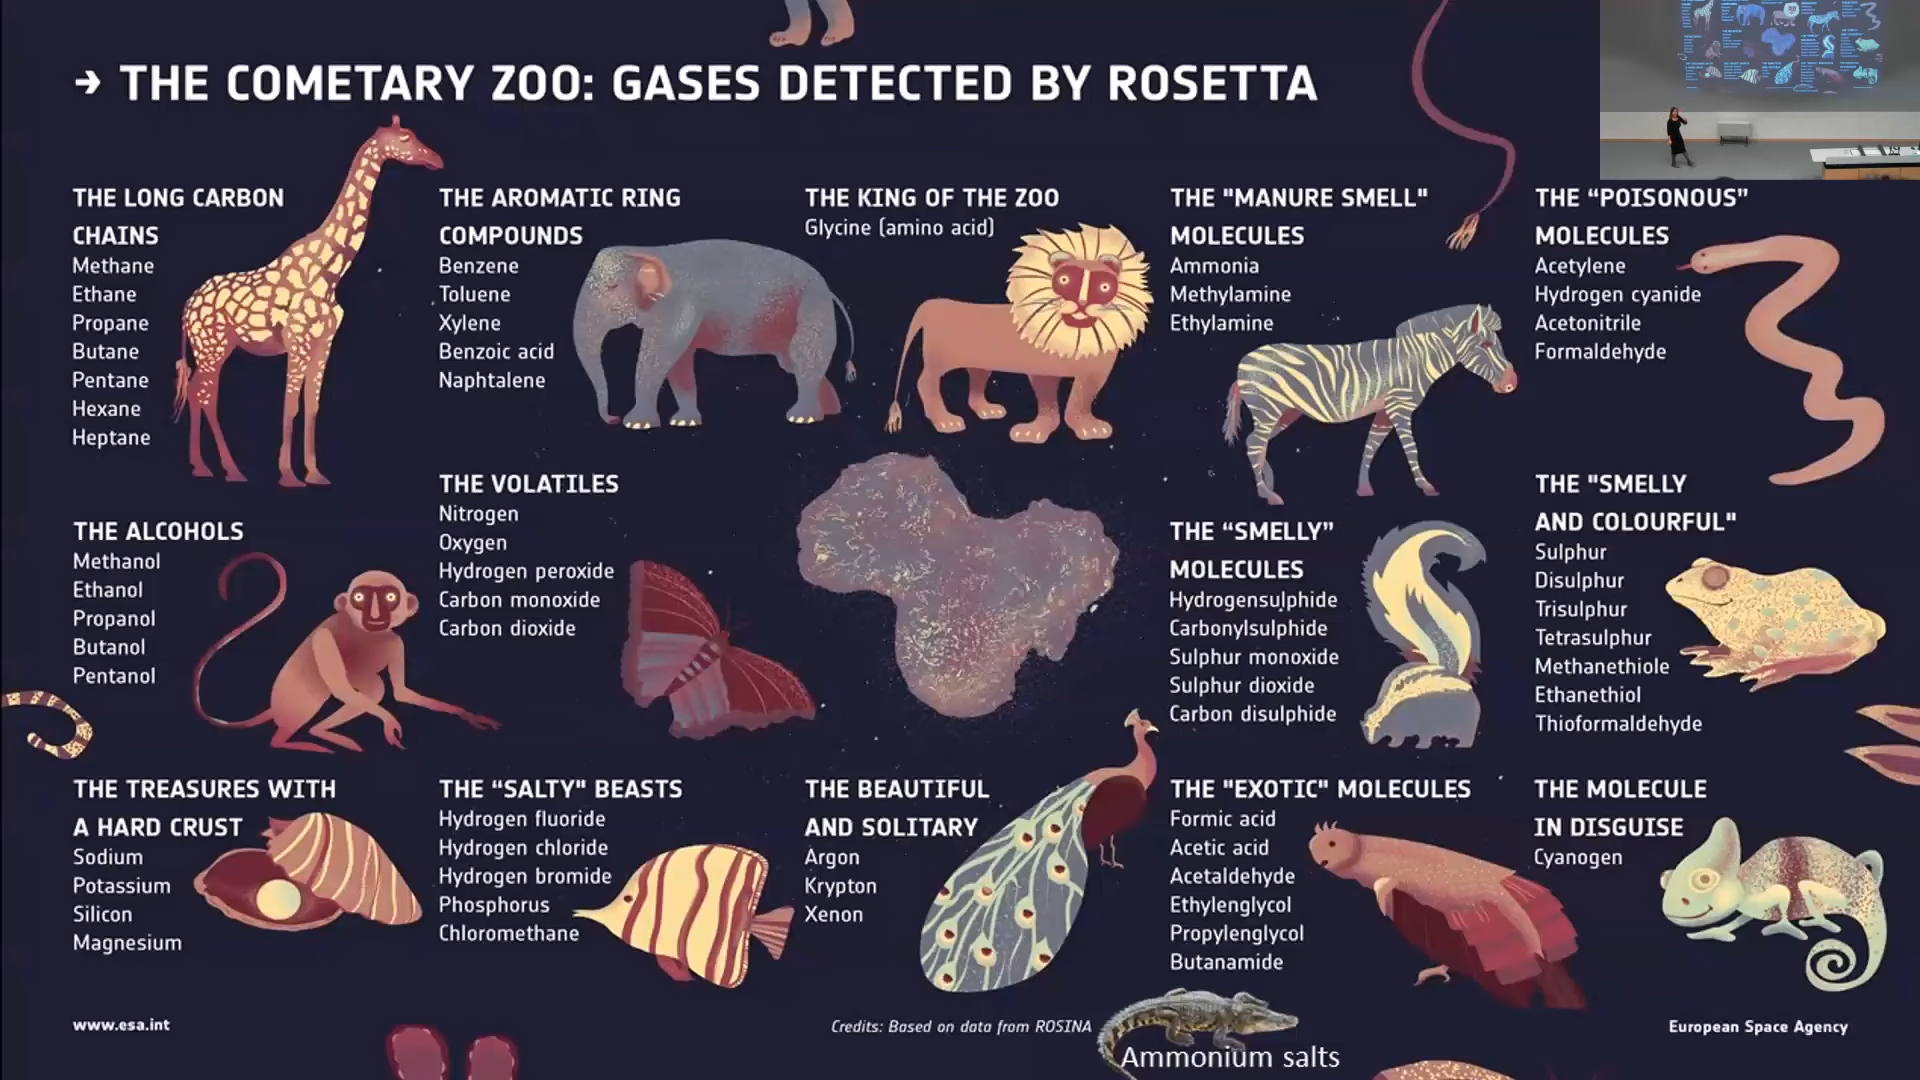 → THE COMETARY ZOO: GASES DETECTED BY ROSETTA
THE LONG CARBON
CHAINS
Methane
Ethane
Propane
Butane
Pentane
Hexane
Heptane
THE AROMATIC RING
COMPOUNDS
Benzene
Toluene
Xylene
Benzoic acid
Naphtalene
THE KING OF THE ZOO
Glycine (amino acid)
THE "MANURE SMELL"
MOLECULES
Ammonia
Methylamine
Ethylamine
THE “POISONOUS”
MOLECULES
Acetylene
Hydrogen cyanide
Acetonitrile
Formaldehyde
THE ALCOHOLS
Methanol
Ethanol
Propanol
Butanol
Pentanol
THE VOLATILES
Nitrogen
Oxygen
Hydrogen peroxide
Carbon monoxide
Carbon dioxide
THE “SMELLY”
MOLECULES
Hydrogensulphide
Carbonylsulphide
Sulphur monoxide
Sulphur dioxide
Carbon disulphide
THE "SMELLY
AND COLOURFUL"
Sulphur
Disulphur
Trisulphur
Tetrasulphur
Methanethiole
Ethanethiol
Thioformaldehyde
THE TREASURES WITH
A HARD CRUST
Sodium
Potassium
Silicon
Magnesium
THE “SALTY” BEASTS
Hydrogen fluoride
Hydrogen chloride
Hydrogen bromide
Phosphorus
Chloromethane
THE BEAUTIFUL
AND SOLITARY
Argon
Krypton
Xenon
THE "EXOTIC" MOLECULES
Formic acid
Acetic acid
Acetaldehyde
Ethylenglycol
Propylenglycol
Butanamide
THE MOLECULE
IN DISGUISE
Cyanogen
www.esa.int
Credits: Based on data from ROSINA
European Space Agency
Ammonium salts